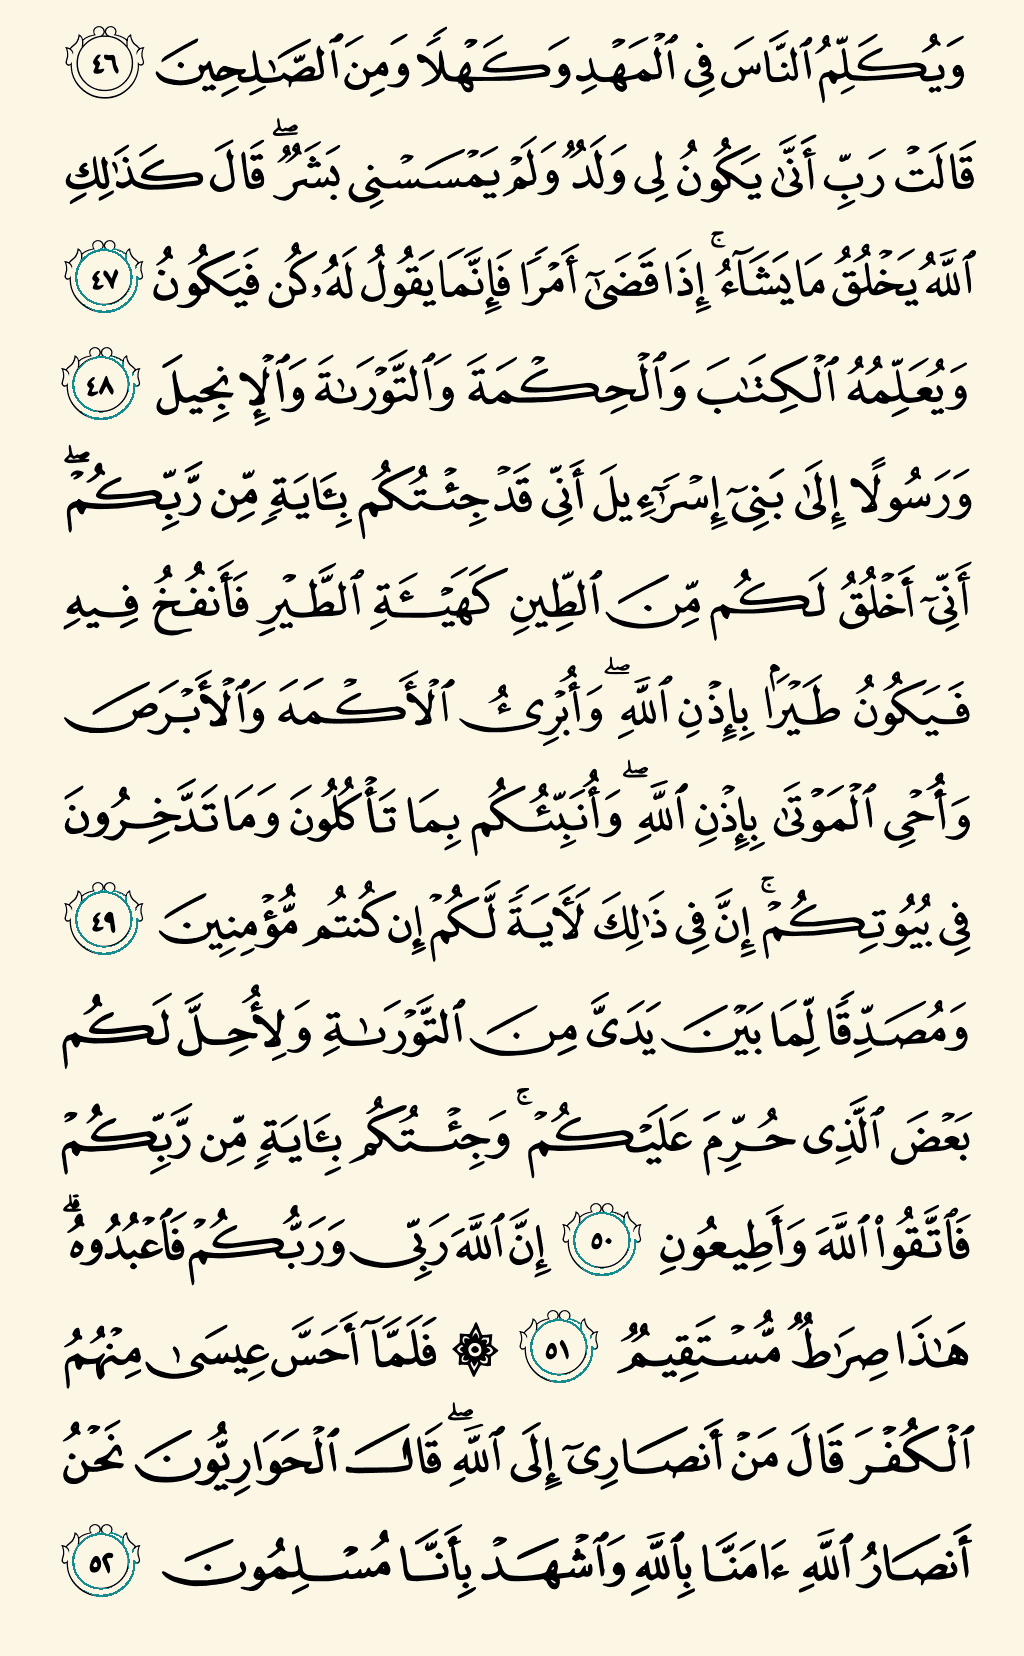 وَيُكَلِّمُ ٱلنَّاسَ فِي ٱلْمَهْدِ وَكَهْلًا وَمِنَ ٱلصَّٰلِحِينَ ٤٦
قَالَتْ رَبِّ أَنَّىٰ يَكُونُ لِى وَلَدٌ وَلَمْ يَمْسَسْنِى بَشَرٌ ۖ قَالَ كَذَٰلِكِ
ٱللَّهُ يَخْلُقُ مَا يَشَآءُ ۚ إِذَا قَضَىٰٓ أَمْرًا فَإِنَّمَا يَقُولُ لَهُۥ كُن فَيَكُونُ ٤٧
وَيُعَلِّمُهُ ٱلْكِتَٰبَ وَٱلْحِكْمَةَ وَٱلتَّوْرَىٰةَ وَٱلْإِنجِيلَ ٤٨
وَرَسُولًا إِلَىٰ بَنِىٓ إِسْرَٰٓءِيلَ أَنِّى قَدْ جِئْتُكُم بِـَٔايَةٍ مِّن رَّبِّكُمْ ۖ
أَنِّىٓ أَخْلُقُ لَكُم مِّنَ ٱلطِّينِ كَهَيْـَٔةِ ٱلطَّيْرِ فَأَنفُخُ فِيهِ
فَيَكُونُ طَيْرًۢا بِإِذْنِ ٱللَّهِ ۖ وَأُبْرِئُ ٱلْأَكْمَهَ وَٱلْأَبْرَصَ
وَأُحْىِ ٱلْمَوْتَىٰ بِإِذْنِ ٱللَّهِ ۖ وَأُنَبِّئُكُم بِمَا تَأْكُلُونَ وَمَا تَدَّخِرُونَ
فِى بُيُوتِكُمْ ۚ إِنَّ فِى ذَٰلِكَ لَـَٔايَةً لَّكُمْ إِن كُنتُم مُّؤْمِنِينَ ٤٩
وَمُصَدِّقًا لِّمَا بَيْنَ يَدَىَّ مِنَ ٱلتَّوْرَىٰةِ وَلِأُحِلَّ لَكُم
بَعْضَ ٱلَّذِى حُرِّمَ عَلَيْكُمْ ۚ وَجِئْتُكُم بِـَٔايَةٍ مِّن رَّبِّكُمْ
فَٱتَّقُوا۟ ٱللَّهَ وَأَطِيعُونِ ٥٠ إِنَّ ٱللَّهَ رَبِّى وَرَبُّكُمْ فَٱعْبُدُوهُ ۗ
هَٰذَا صِرَٰطٌ مُّسْتَقِيمٌ ٥١ ۞ فَلَمَّآ أَحَسَّ عِيسَىٰ مِنْهُمُ
ٱلْكُفْرَ قَالَ مَنْ أَنصَارِىٓ إِلَى ٱللَّهِ ۖ قَالَ ٱلْحَوَارِيُّونَ نَحْنُ
أَنصَارُ ٱللَّهِ ءَامَنَّا بِٱللَّهِ وَٱشْهَدْ بِأَنَّا مُسْلِمُونَ ٥٢